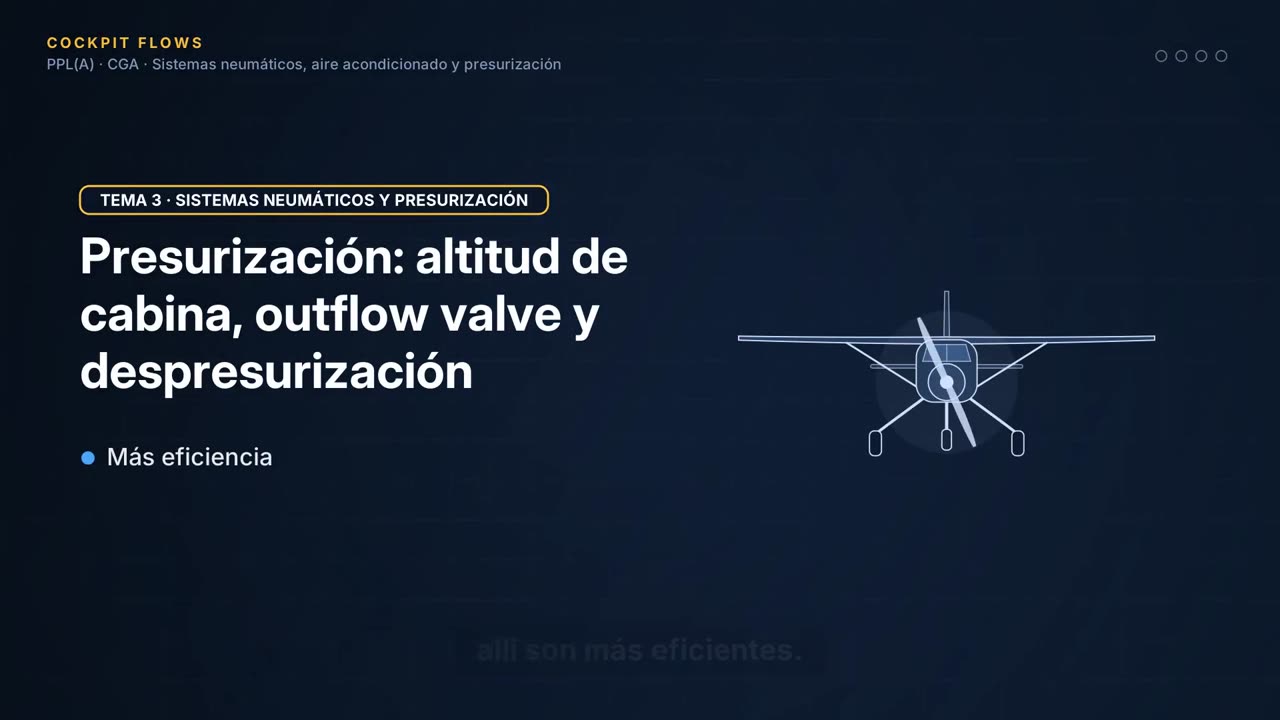 COCKPIT FLOWS
PPL(A) · CGA · Sistemas neumáticos, aire acondicionado y presurización
TEMA 3 · SISTEMAS NEUMÁTICOS Y PRESURIZACIÓN
Presurización: altitud de
cabina, outflow valve y
despresurización
Más eficiencia
allí son más eficientes.